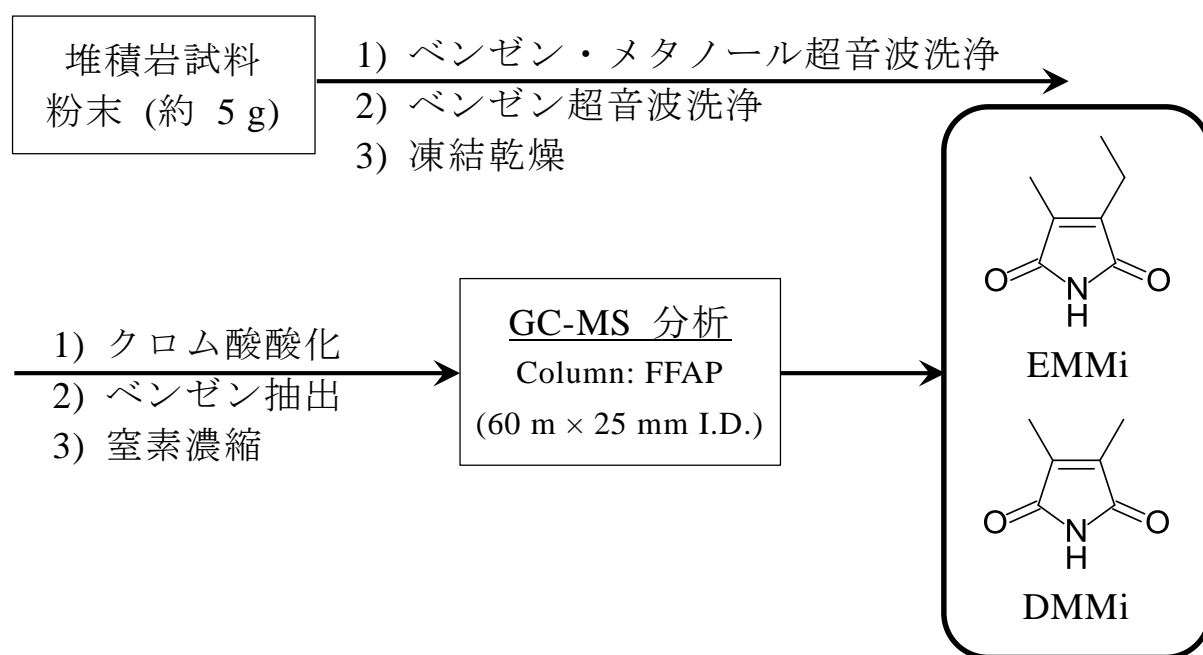 堆積岩試料
粉末 (約 5 g)
1) ベンゼン・メタノール超音波洗浄
2) ベンゼン超音波洗浄
3) 凍結乾燥
1) クロム酸酸化
2) ベンゼン抽出
3) 窒素濃縮
GC-MS 分析
Column: FFAP
(60 m × 25 mm I.D.)
O
N
H
O
EMMi
O
N
H
O
DMMi